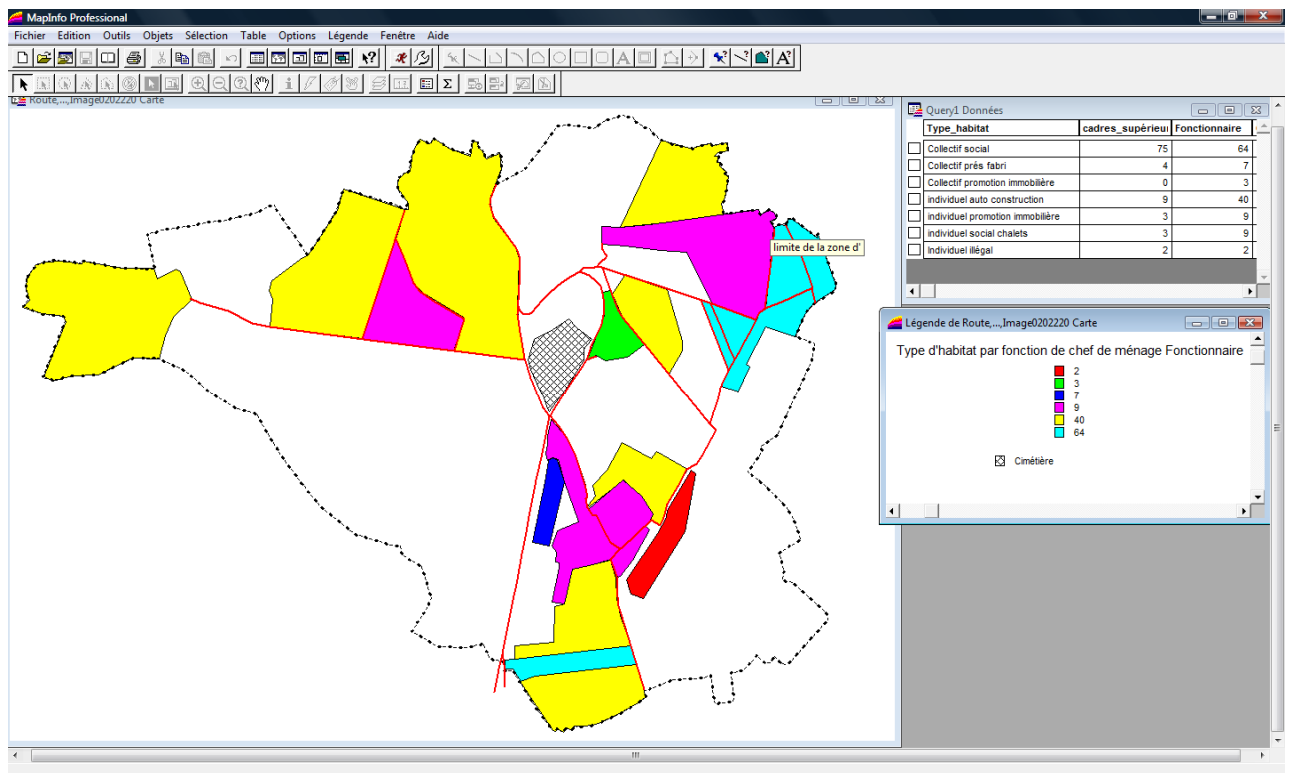 MapInfo Professional
Fichier Edition Outils Objets Sélection Table Options Légende Fenêtre Aide
Route,...,Image0202220 Carte
limite de la zone d'
Query1 Données
Type_habitat cadres_supérieu Fonctionnaire
Collectif social 75 64
Collectif prés fabri 4 7
Collectif promotion immobilière 0 3
individuel auto construction 9 40
individuel promotion immobilière 3 9
individuel social chalets 3 9
Individuel illégal 2 2
Légende de Route,...,Image0202220 Carte
Type d'habitat par fonction de chef de ménage Fonctionnaire
2
3
7
9
40
64
Cimétière